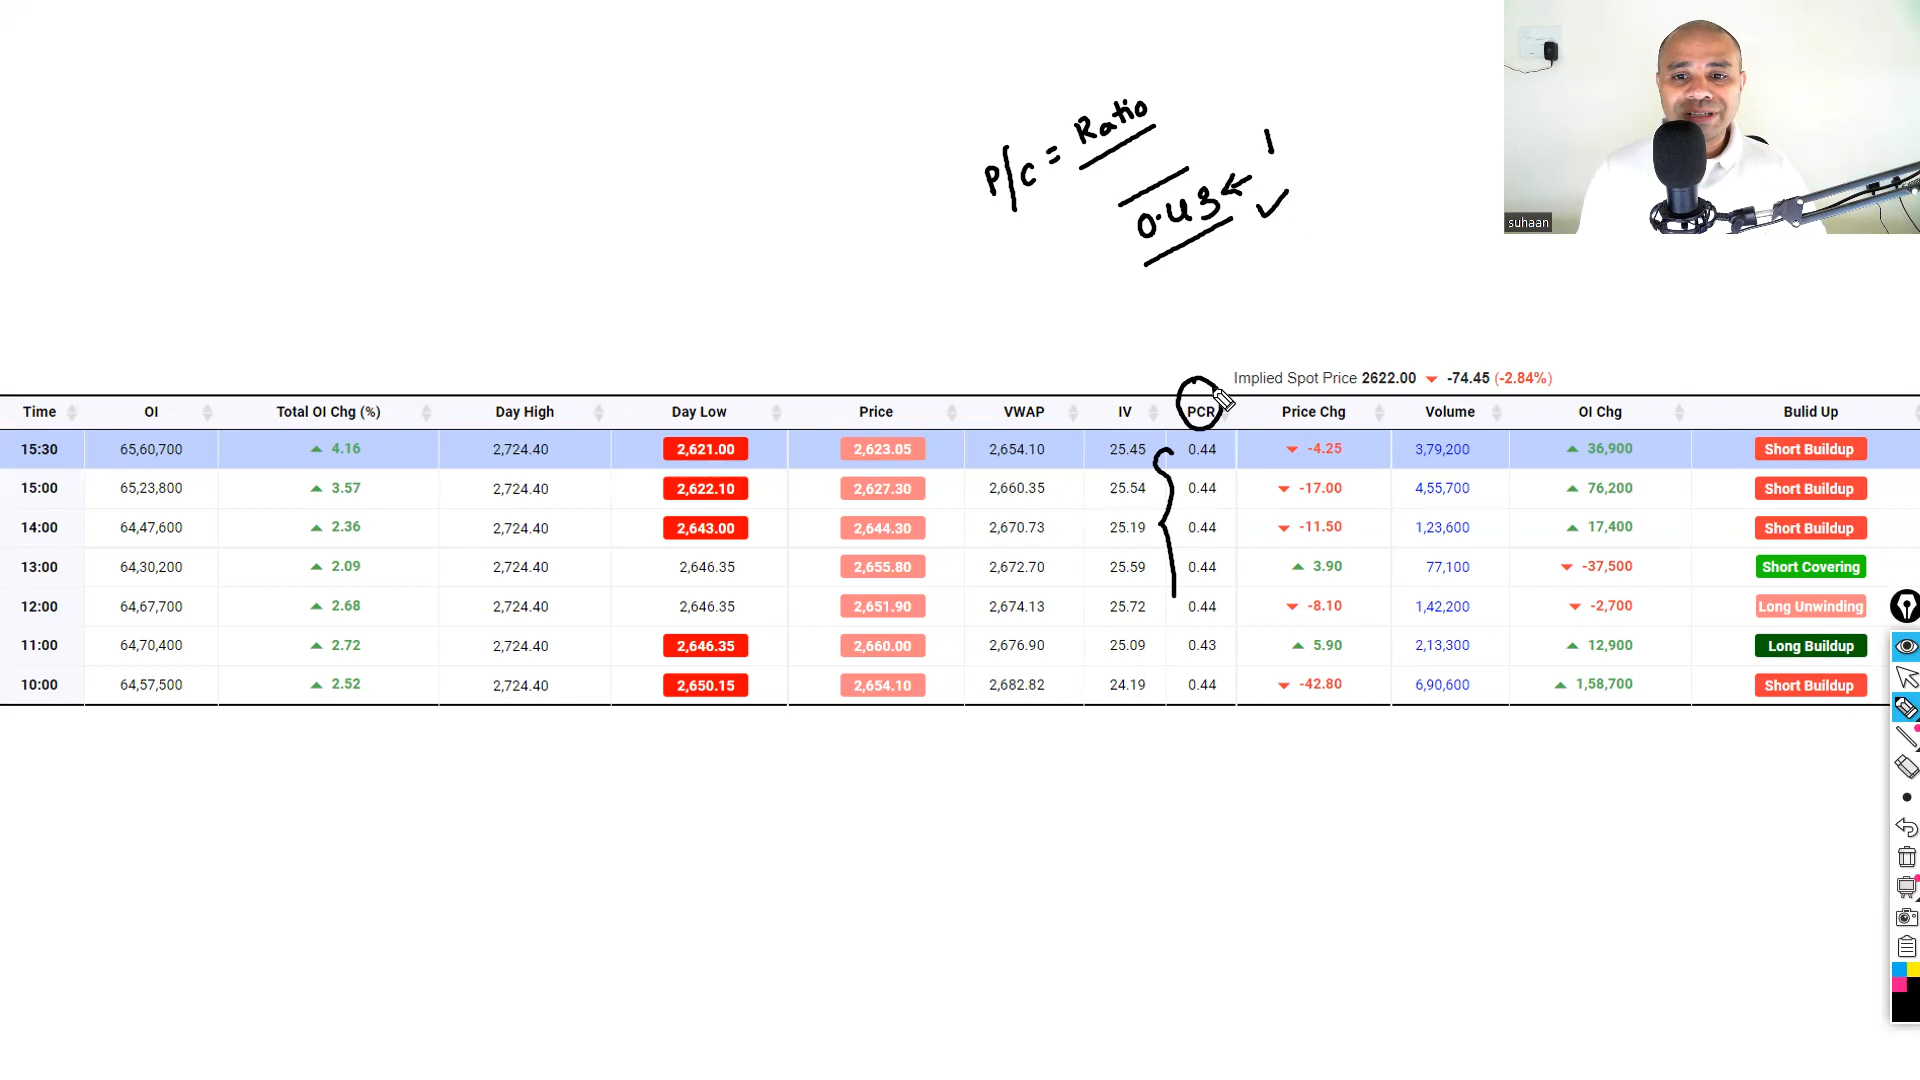 P/C = Ratio
1
0.43
suhaan
Implied Spot Price 2622.00 -74.45 (-2.84%)
Time OI Total OI Chg (%) Day High Day Low Price VWAP IV PCR Price Chg Volume OI Chg Bulid Up
15:30 65,60,700 4.16 2,724.40 2,621.00 2,623.05 2,654.10 25.45 0.44 -4.25 3,79,200 36,900 Short Buildup
15:00 65,23,800 3.57 2,724.40 2,622.10 2,627.30 2,660.35 25.54 0.44 -17.00 4,55,700 76,200 Short Buildup
14:00 64,47,600 2.36 2,724.40 2,643.00 2,644.30 2,670.73 25.19 0.44 -11.50 1,23,600 17,400 Short Buildup
13:00 64,30,200 2.09 2,724.40 2,646.35 2,655.80 2,672.70 25.59 0.44 3.90 77,100 -37,500 Short Covering
12:00 64,67,700 2.68 2,724.40 2,646.35 2,651.90 2,674.13 25.72 0.44 -8.10 1,42,200 -2,700 Long Unwinding
11:00 64,70,400 2.72 2,724.40 2,646.35 2,660.00 2,676.90 25.09 0.43 5.90 2,13,300 12,900 Long Buildup
10:00 64,57,500 2.52 2,724.40 2,650.15 2,654.10 2,682.82 24.19 0.44 -42.80 6,90,600 1,58,700 Short Buildup